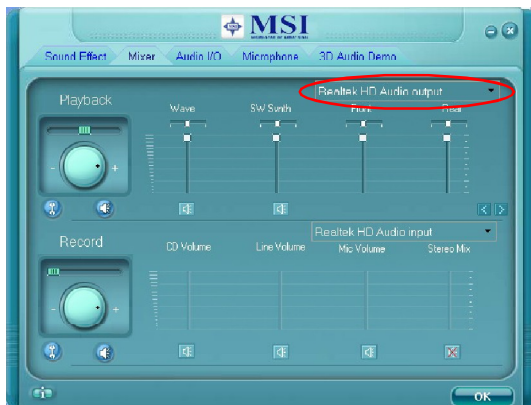 MSI
Sound Effect Mixer Audio I/O Microphone 3D Audio Demo
Realtek HD Audio output
Playback
Wave SW Synth Front Rear
- +
Realtek HD Audio input
Record
CD Volume Line Volume Mic Volume Stereo Mix
- +
OK